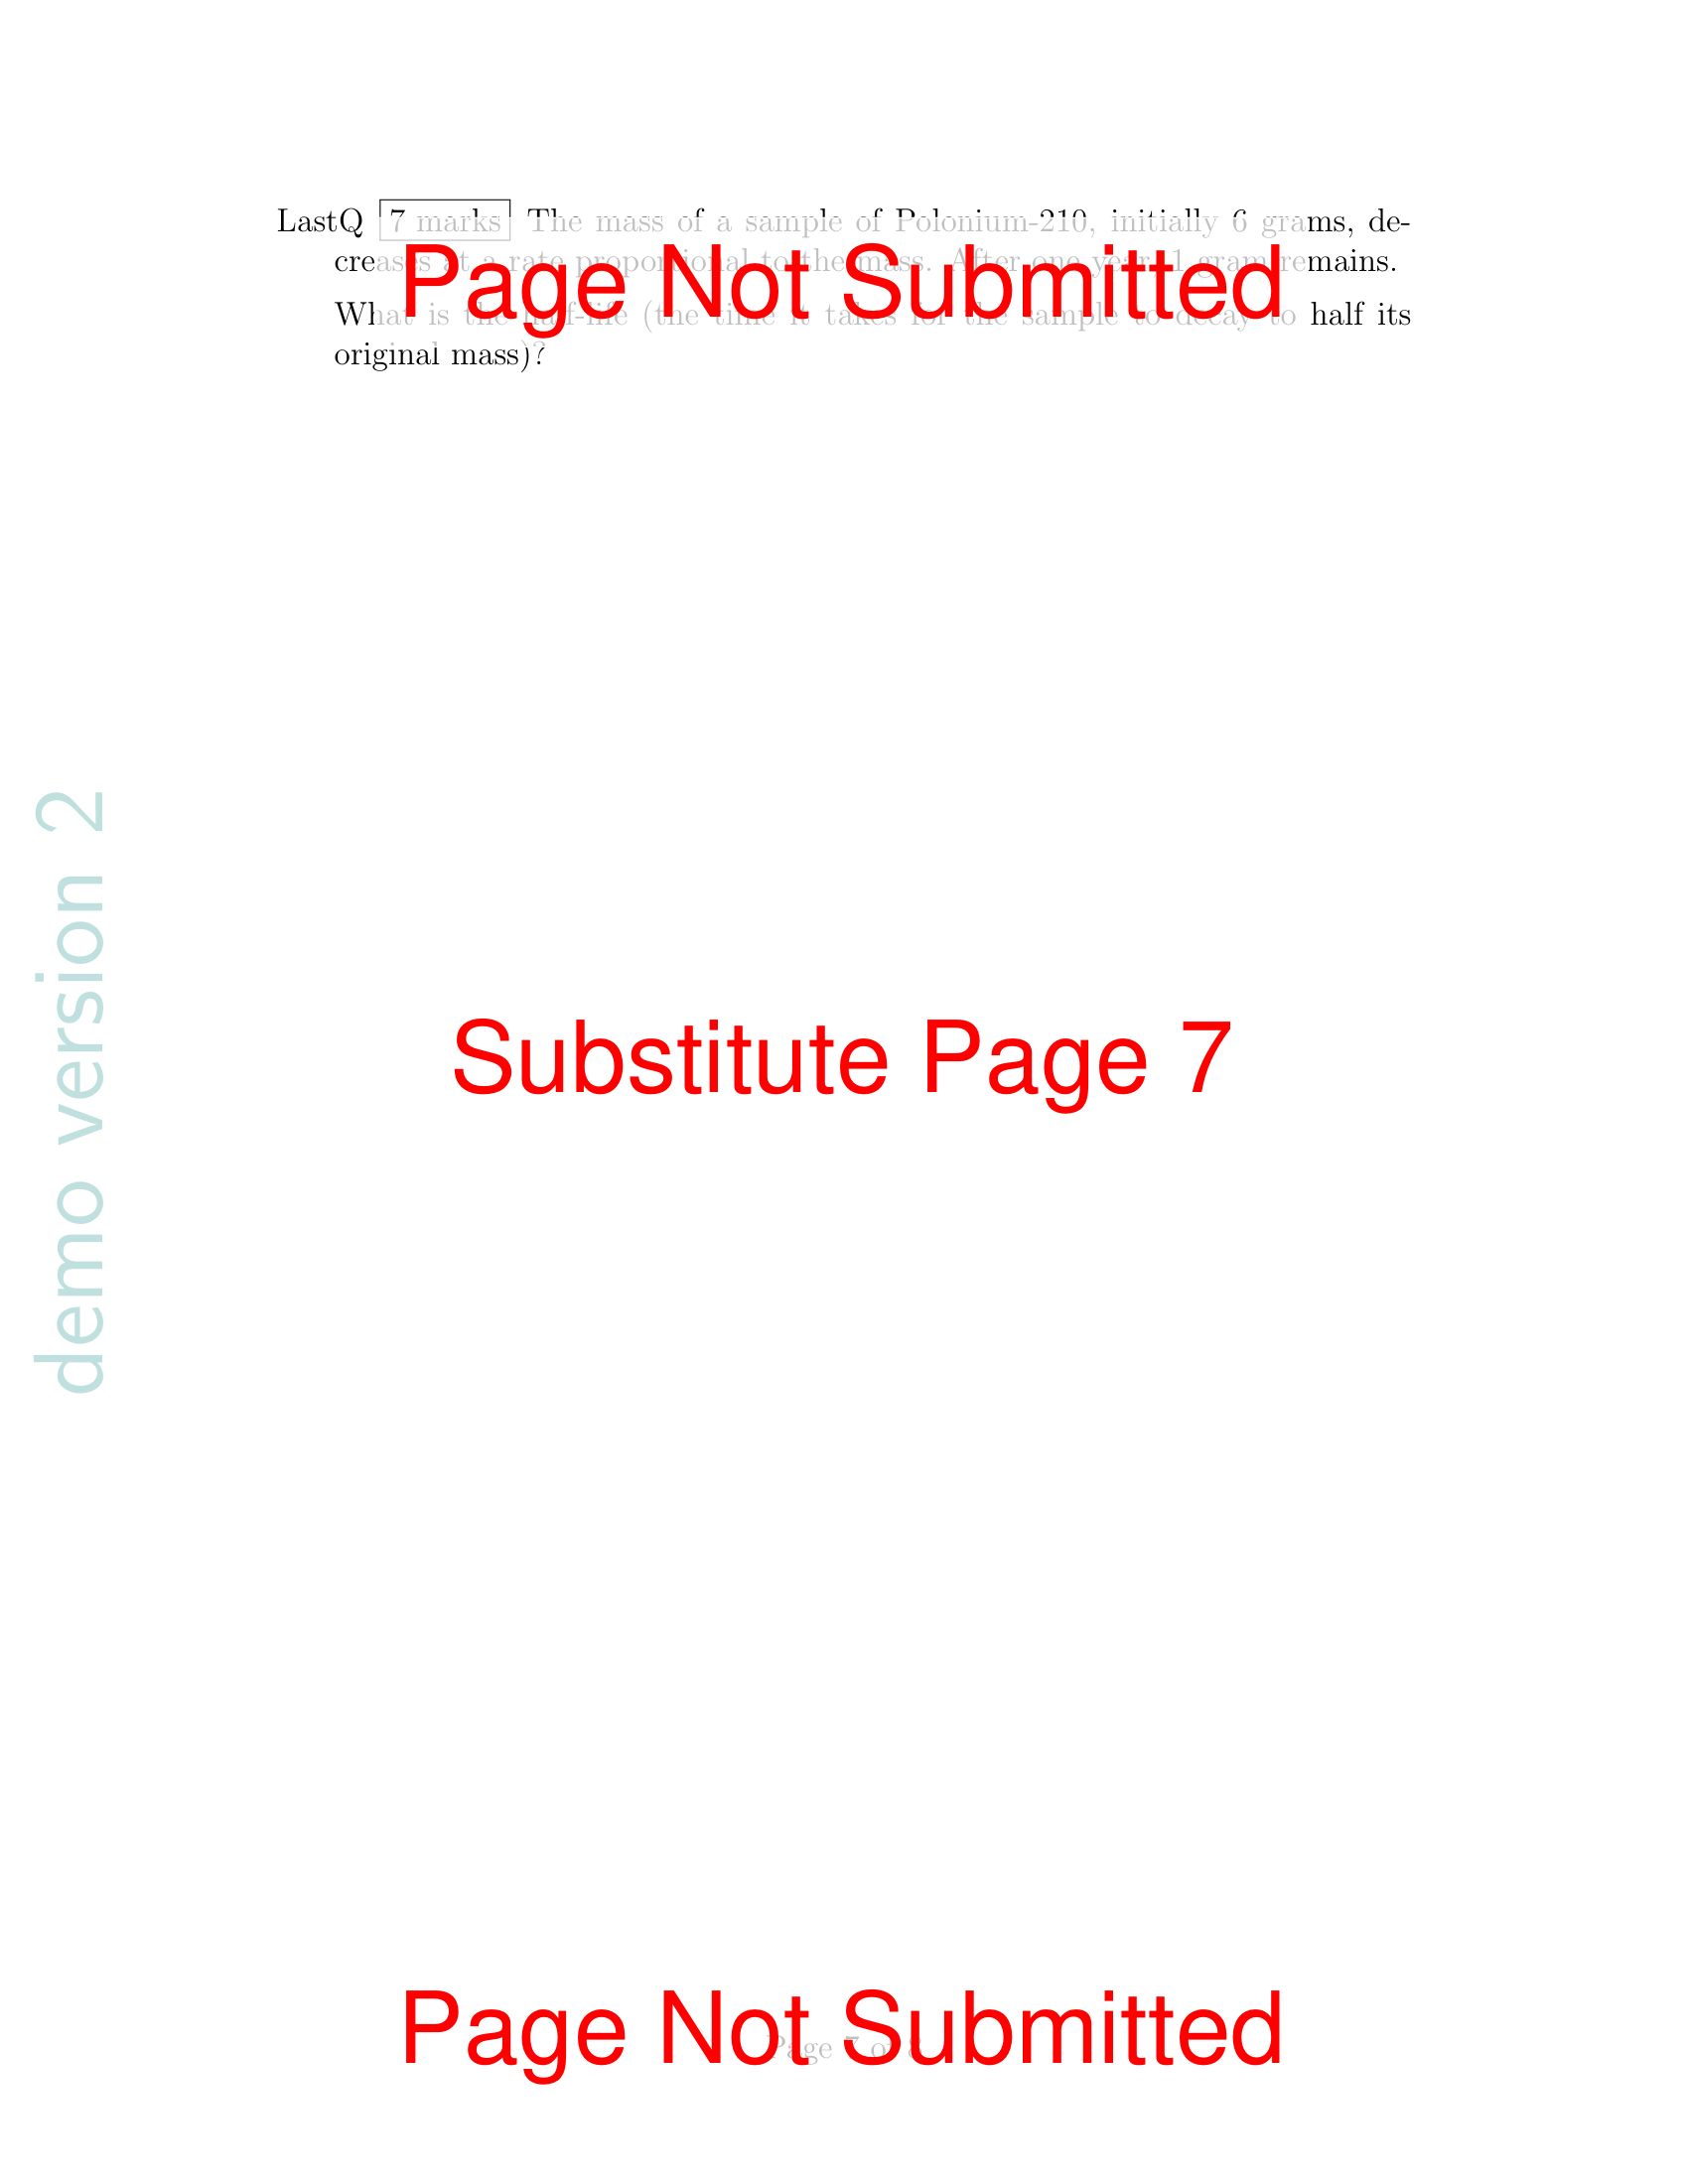 LastQ 7 marks The mass of a sample of Polonium-210, initially 6 grams, de-
creases at a rate proportional to the mass. After one year, 1 gram remains.
Page Not Submitted
What is the half-life (the time it takes for the sample to decay to half its
original mass)?
demo version 2
Substitute Page 7
Page Not Submitted
Page 7 of 8